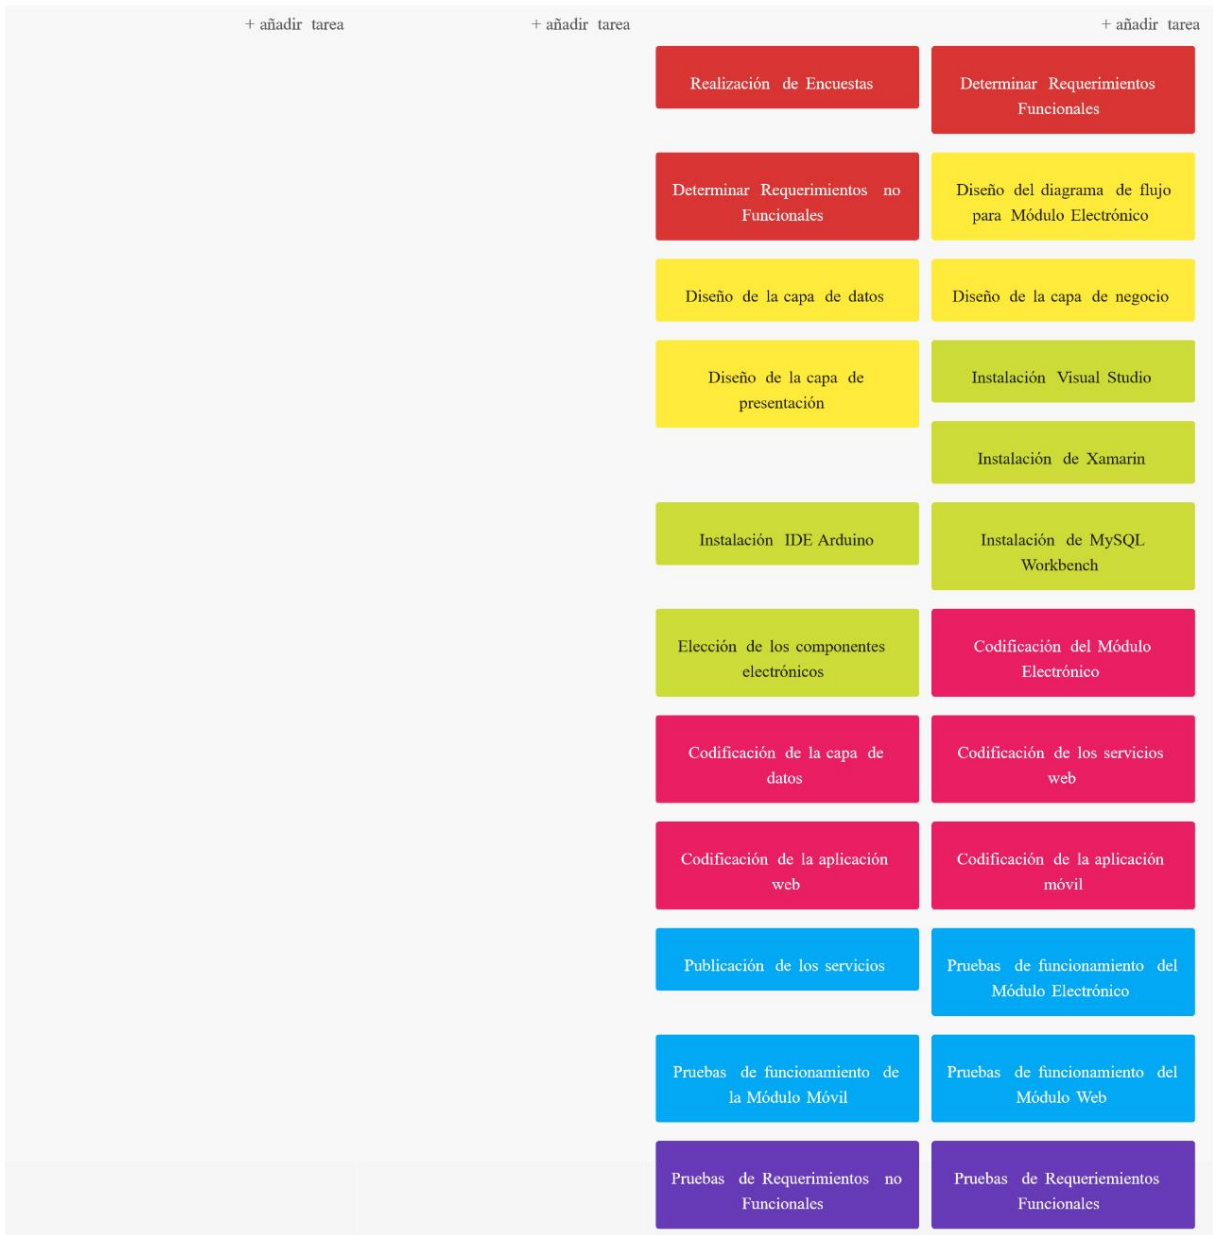 + añadir tarea
+ añadir tarea
+ añadir tarea
Realización de Encuestas
Determinar Requerimientos
Funcionales
Determinar Requerimientos no
Funcionales
Diseño del diagrama de flujo
para Módulo Electrónico
Diseño de la capa de datos
Diseño de la capa de negocio
Diseño de la capa de
presentación
Instalación Visual Studio
Instalación de Xamarin
Instalación IDE Arduino
Instalación de MySQL
Workbench
Elección de los componentes
electrónicos
Codificación del Módulo
Electrónico
Codificación de la capa de
datos
Codificación de los servicios
web
Codificación de la aplicación
web
Codificación de la aplicación
móvil
Publicación de los servicios
Pruebas de funcionamiento del
Módulo Electrónico
Pruebas de funcionamiento de
la Módulo Móvil
Pruebas de funcionamiento del
Módulo Web
Pruebas de Requerimientos no
Funcionales
Pruebas de Requeriemientos
Funcionales